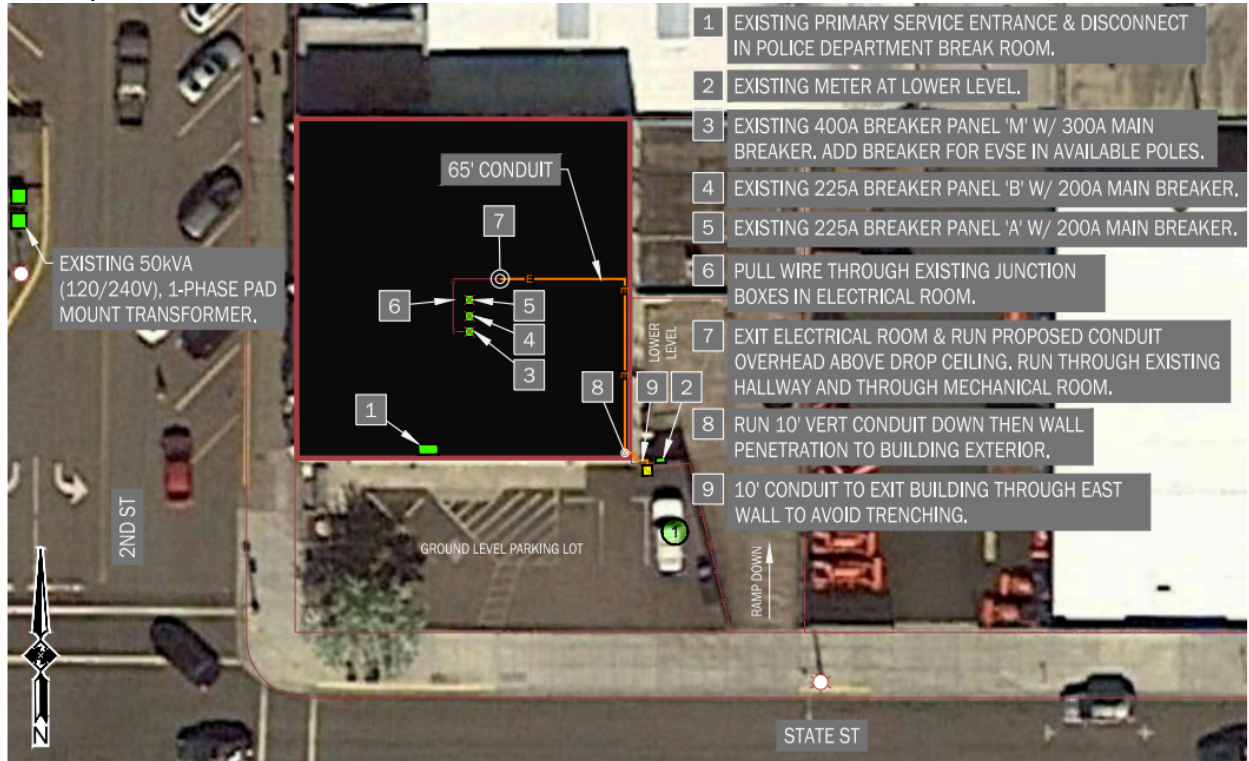 1 EXISTING PRIMARY SERVICE ENTRANCE & DISCONNECT
IN POLICE DEPARTMENT BREAK ROOM.
2 EXISTING METER AT LOWER LEVEL.
3 EXISTING 400A BREAKER PANEL 'M' W/ 300A MAIN
BREAKER. ADD BREAKER FOR EVSE IN AVAILABLE POLES.
4 EXISTING 225A BREAKER PANEL 'B' W/ 200A MAIN BREAKER.
5 EXISTING 225A BREAKER PANEL 'A' W/ 200A MAIN BREAKER.
6 PULL WIRE THROUGH EXISTING JUNCTION
BOXES IN ELECTRICAL ROOM.
7 EXIT ELECTRICAL ROOM & RUN PROPOSED CONDUIT
OVERHEAD ABOVE DROP CEILING. RUN THROUGH EXISTING
HALLWAY AND THROUGH MECHANICAL ROOM.
8 RUN 10' VERT CONDUIT DOWN THEN WALL
PENETRATION TO BUILDING EXTERIOR.
9 10' CONDUIT TO EXIT BUILDING THROUGH EAST
WALL TO AVOID TRENCHING.
65' CONDUIT
7
E
E
E
6
5
4
3
8
9
2
1
1
EXISTING 50kVA
(120/240V), 1-PHASE PAD
MOUNT TRANSFORMER.
LOWER
LEVEL
2ND ST
GROUND LEVEL PARKING LOT
RAMP DOWN
N
STATE ST